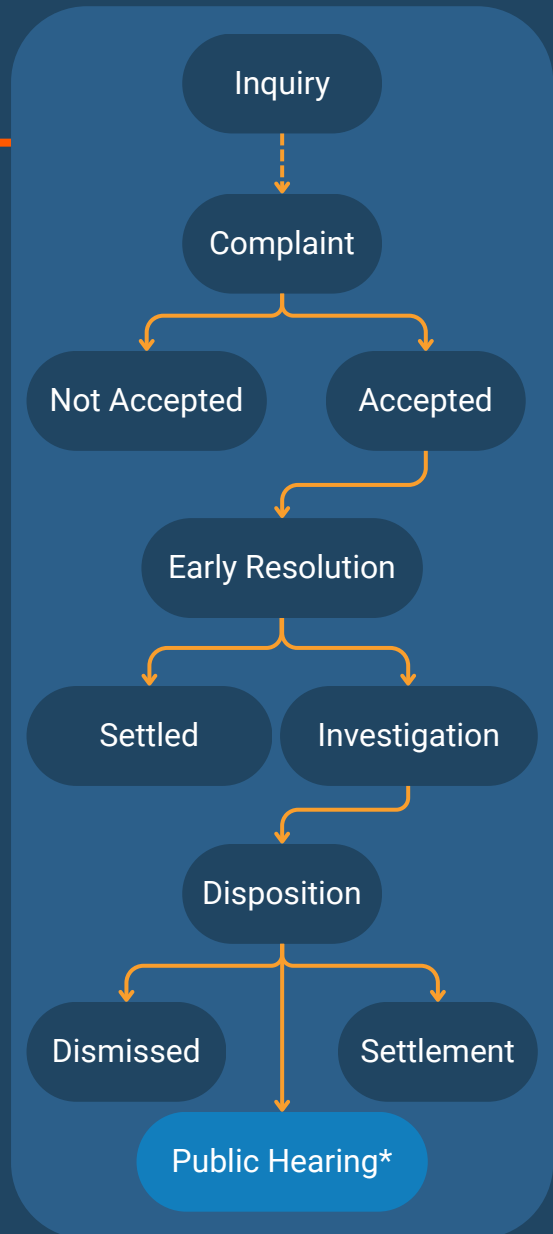 Inquiry
Complaint
Not Accepted
Accepted
Early Resolution
Settled
Investigation
Disposition
Dismissed
Settlement
Public Hearing*